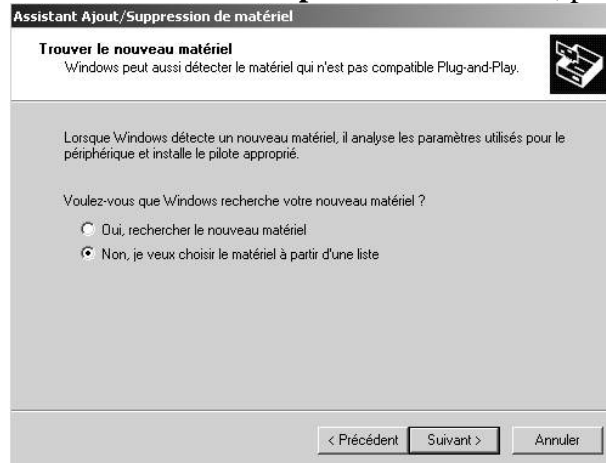 Assistant Ajout/Suppression de matériel
Trouver le nouveau matériel
Windows peut aussi détecter le matériel qui n'est pas compatible Plug-and-Play.
Lorsque Windows détecte un nouveau matériel, il analyse les paramètres utilisés pour le
périphérique et installe le pilote approprié.
Voulez-vous que Windows recherche votre nouveau matériel ?
Oui, rechercher le nouveau matériel
Non, je veux choisir le matériel à partir d'une liste
< Précédent Suivant > Annuler